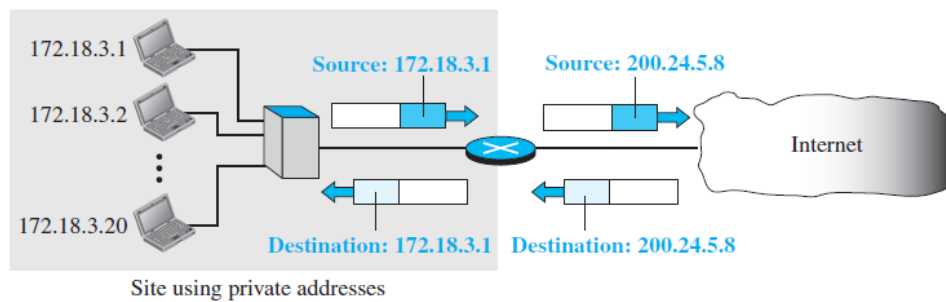 172.18.3.1
Source: 172.18.3.1
Source: 200.24.5.8
172.18.3.2
Internet
172.18.3.20
Destination: 172.18.3.1
Destination: 200.24.5.8
Site using private addresses